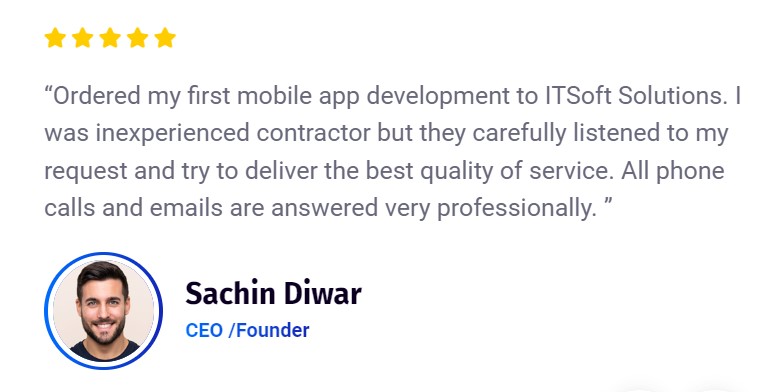 “Ordered my first mobile app development to ITSoft Solutions. I
was inexperienced contractor but they carefully listened to my
request and try to deliver the best quality of service. All phone
calls and emails are answered very professionally. ”
Sachin Diwar
CEO /Founder